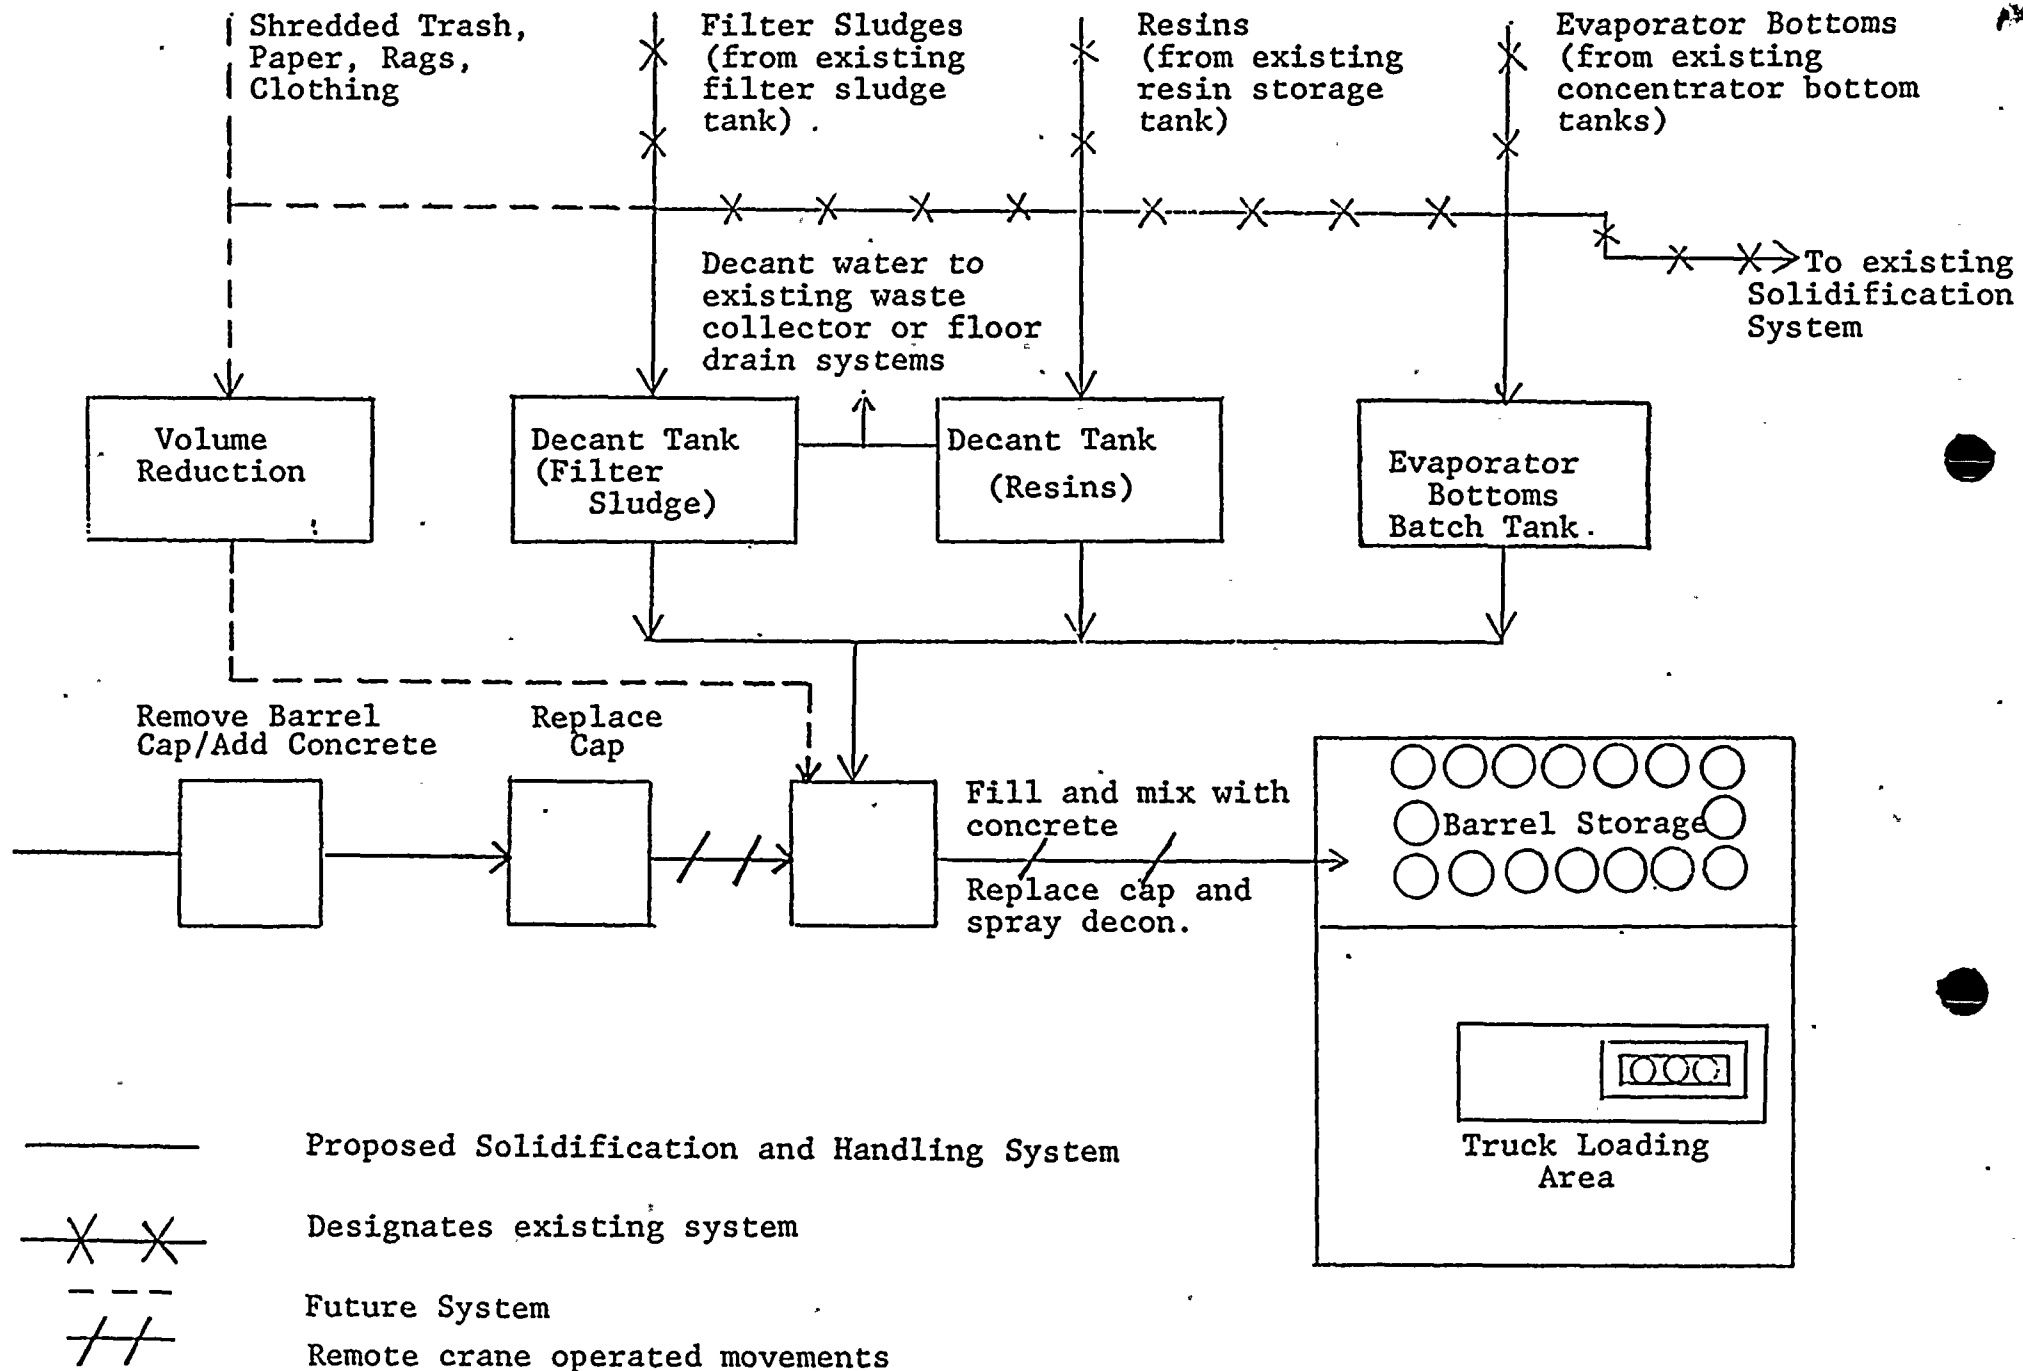 Shredded Trash,
Paper, Rags,
Clothing
Filter Sludges
(from existing
filter sludge
tank)
Resins
(from existing
resin storage
tank)
Evaporator Bottoms
(from existing
concentrator bottom
tanks)
To existing
Solidification
System
Decant water to
existing waste
collector or floor
drain systems
Volume
Reduction
Decant Tank
(Filter
Sludge)
Decant Tank
(Resins)
Evaporator
Bottoms
Batch Tank
Remove Barrel
Cap/Add Concrete
Replace
Cap
Fill and mix with
concrete
Replace cap and
spray decon.
Barrel Storage
Truck Loading
Area
Proposed Solidification and Handling System
Designates existing system
Future System
Remote crane operated movements